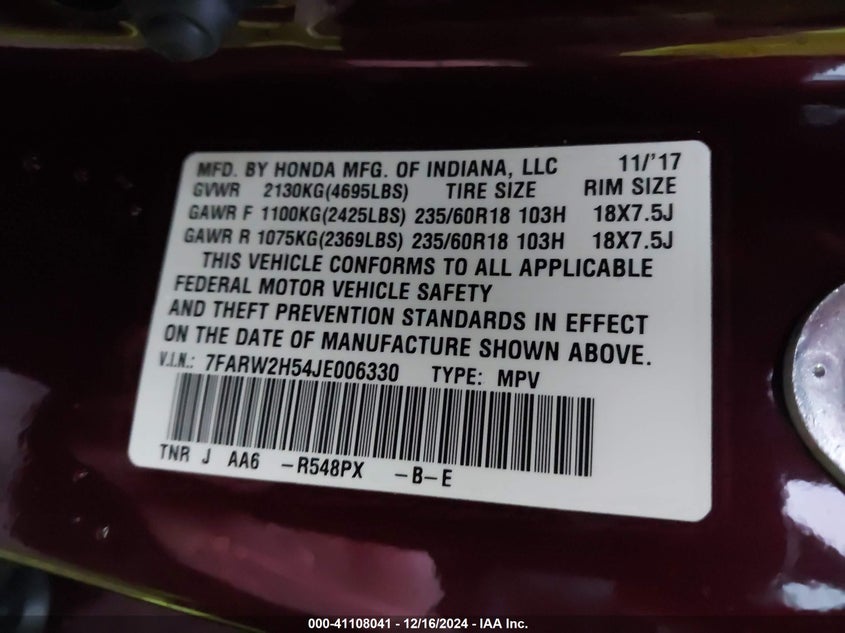 MFD. BY HONDA MFG. OF INDIANA, LLC 11/'17
GVWR 2130KG(4695LBS) TIRE SIZE RIM SIZE
GAWR F 1100KG(2425LBS) 235/60R18 103H 18X7.5J
GAWR R 1075KG(2369LBS) 235/60R18 103H 18X7.5J
THIS VEHICLE CONFORMS TO ALL APPLICABLE
FEDERAL MOTOR VEHICLE SAFETY
AND THEFT PREVENTION STANDARDS IN EFFECT
ON THE DATE OF MANUFACTURE SHOWN ABOVE.
V.I.N.: 7FARW2H54JE006330 TYPE: MPV
TNR J AA6 -R548PX -B-E
000-41108041 - 12/16/2024 - IAA Inc.